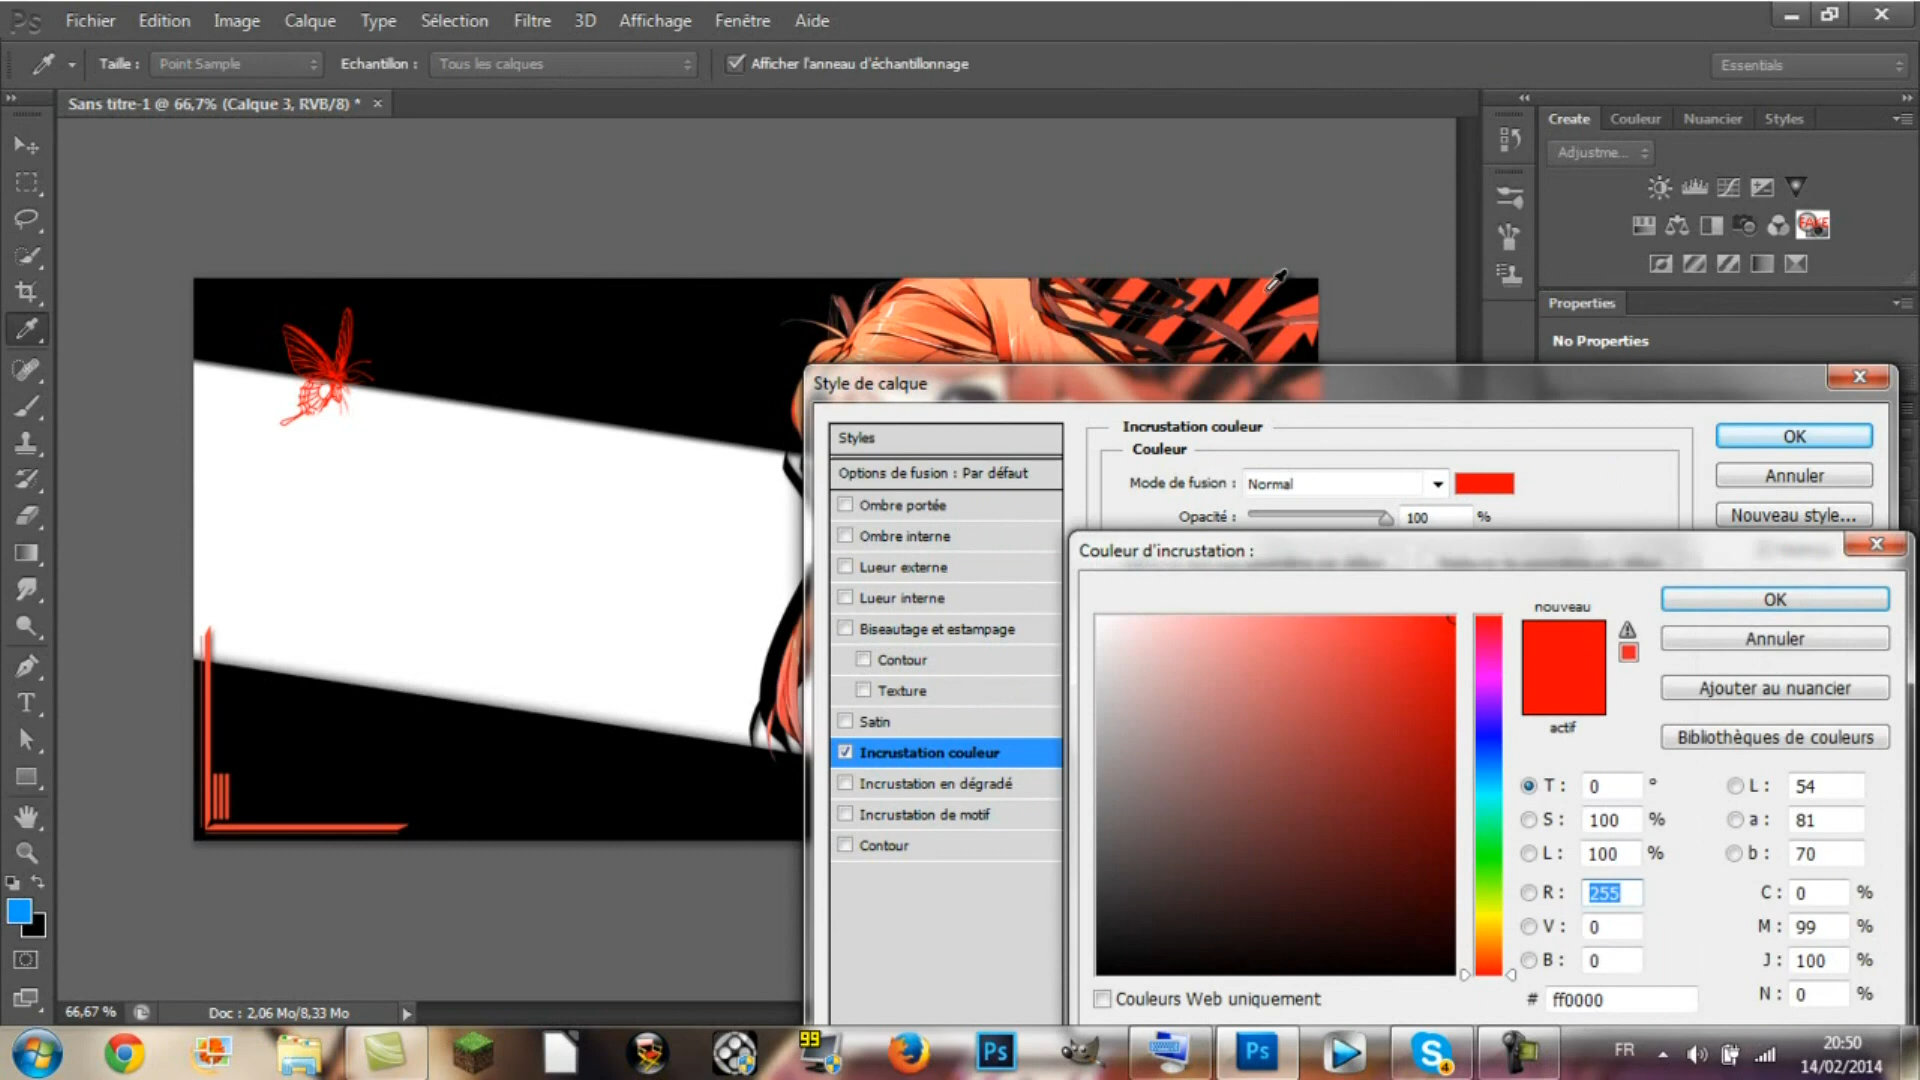 Ps Fichier Edition Image Calque Type Sélection Filtre 3D Affichage Fenêtre Aide
Taille : Point Sample Echantillon : Tous les calques Afficher l'anneau d'échantillonnage Essentials
Sans titre-1 @ 66,7% (Calque 3, RVB/8) * ×
Create Couleur Nuancier Styles
Adjustme...
FAKE
Properties
No Properties
Style de calque
Styles
Options de fusion : Par défaut
Ombre portée
Ombre interne
Lueur externe
Lueur interne
Biseautage et estampage
Contour
Texture
Satin
Incrustation couleur
Incrustation en dégradé
Incrustation de motif
Contour
Incrustation couleur
Couleur
Mode de fusion : Normal
Opacité : 100 %
OK
Annuler
Nouveau style...
Couleur d'incrustation :
nouveau
actif
OK
Annuler
Ajouter au nuancier
Bibliothèques de couleurs
T : 0 ° L : 54
S : 100 % a : 81
L : 100 % b : 70
R : 255 C : 0 %
V : 0 M : 99 %
B : 0 J : 100 %
# ff0000 N : 0 %
Couleurs Web uniquement
66,67 % Doc : 2,06 Mo/8,33 Mo
99 Ps Ps S 4 FR 20:50
14/02/2014